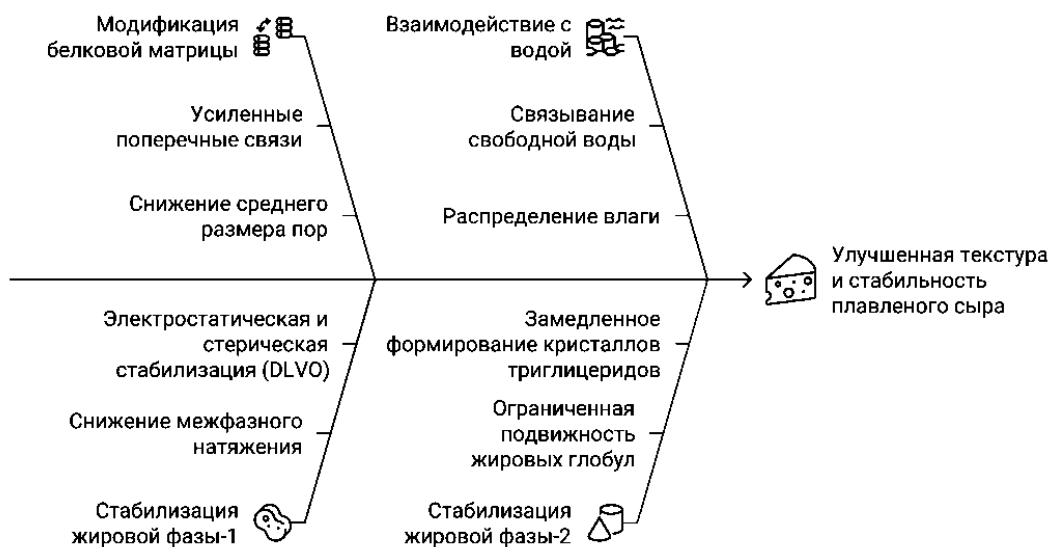 Модификация
белковой матрицы
Усиленные
поперечные связи
Снижение среднего
размера пор
Взаимодействие с
водой
Связывание
свободной воды
Распределение влаги
Улучшенная текстура
и стабильность
плавленого сыра
Электростатическая и
стерическая
стабилизация (DLVO)
Снижение межфазного
натяжения
Стабилизация
жировой фазы-1
Замедленное
формирование кристаллов
триглицеридов
Ограниченная
подвижность
жировых глобул
Стабилизация
жировой фазы-2